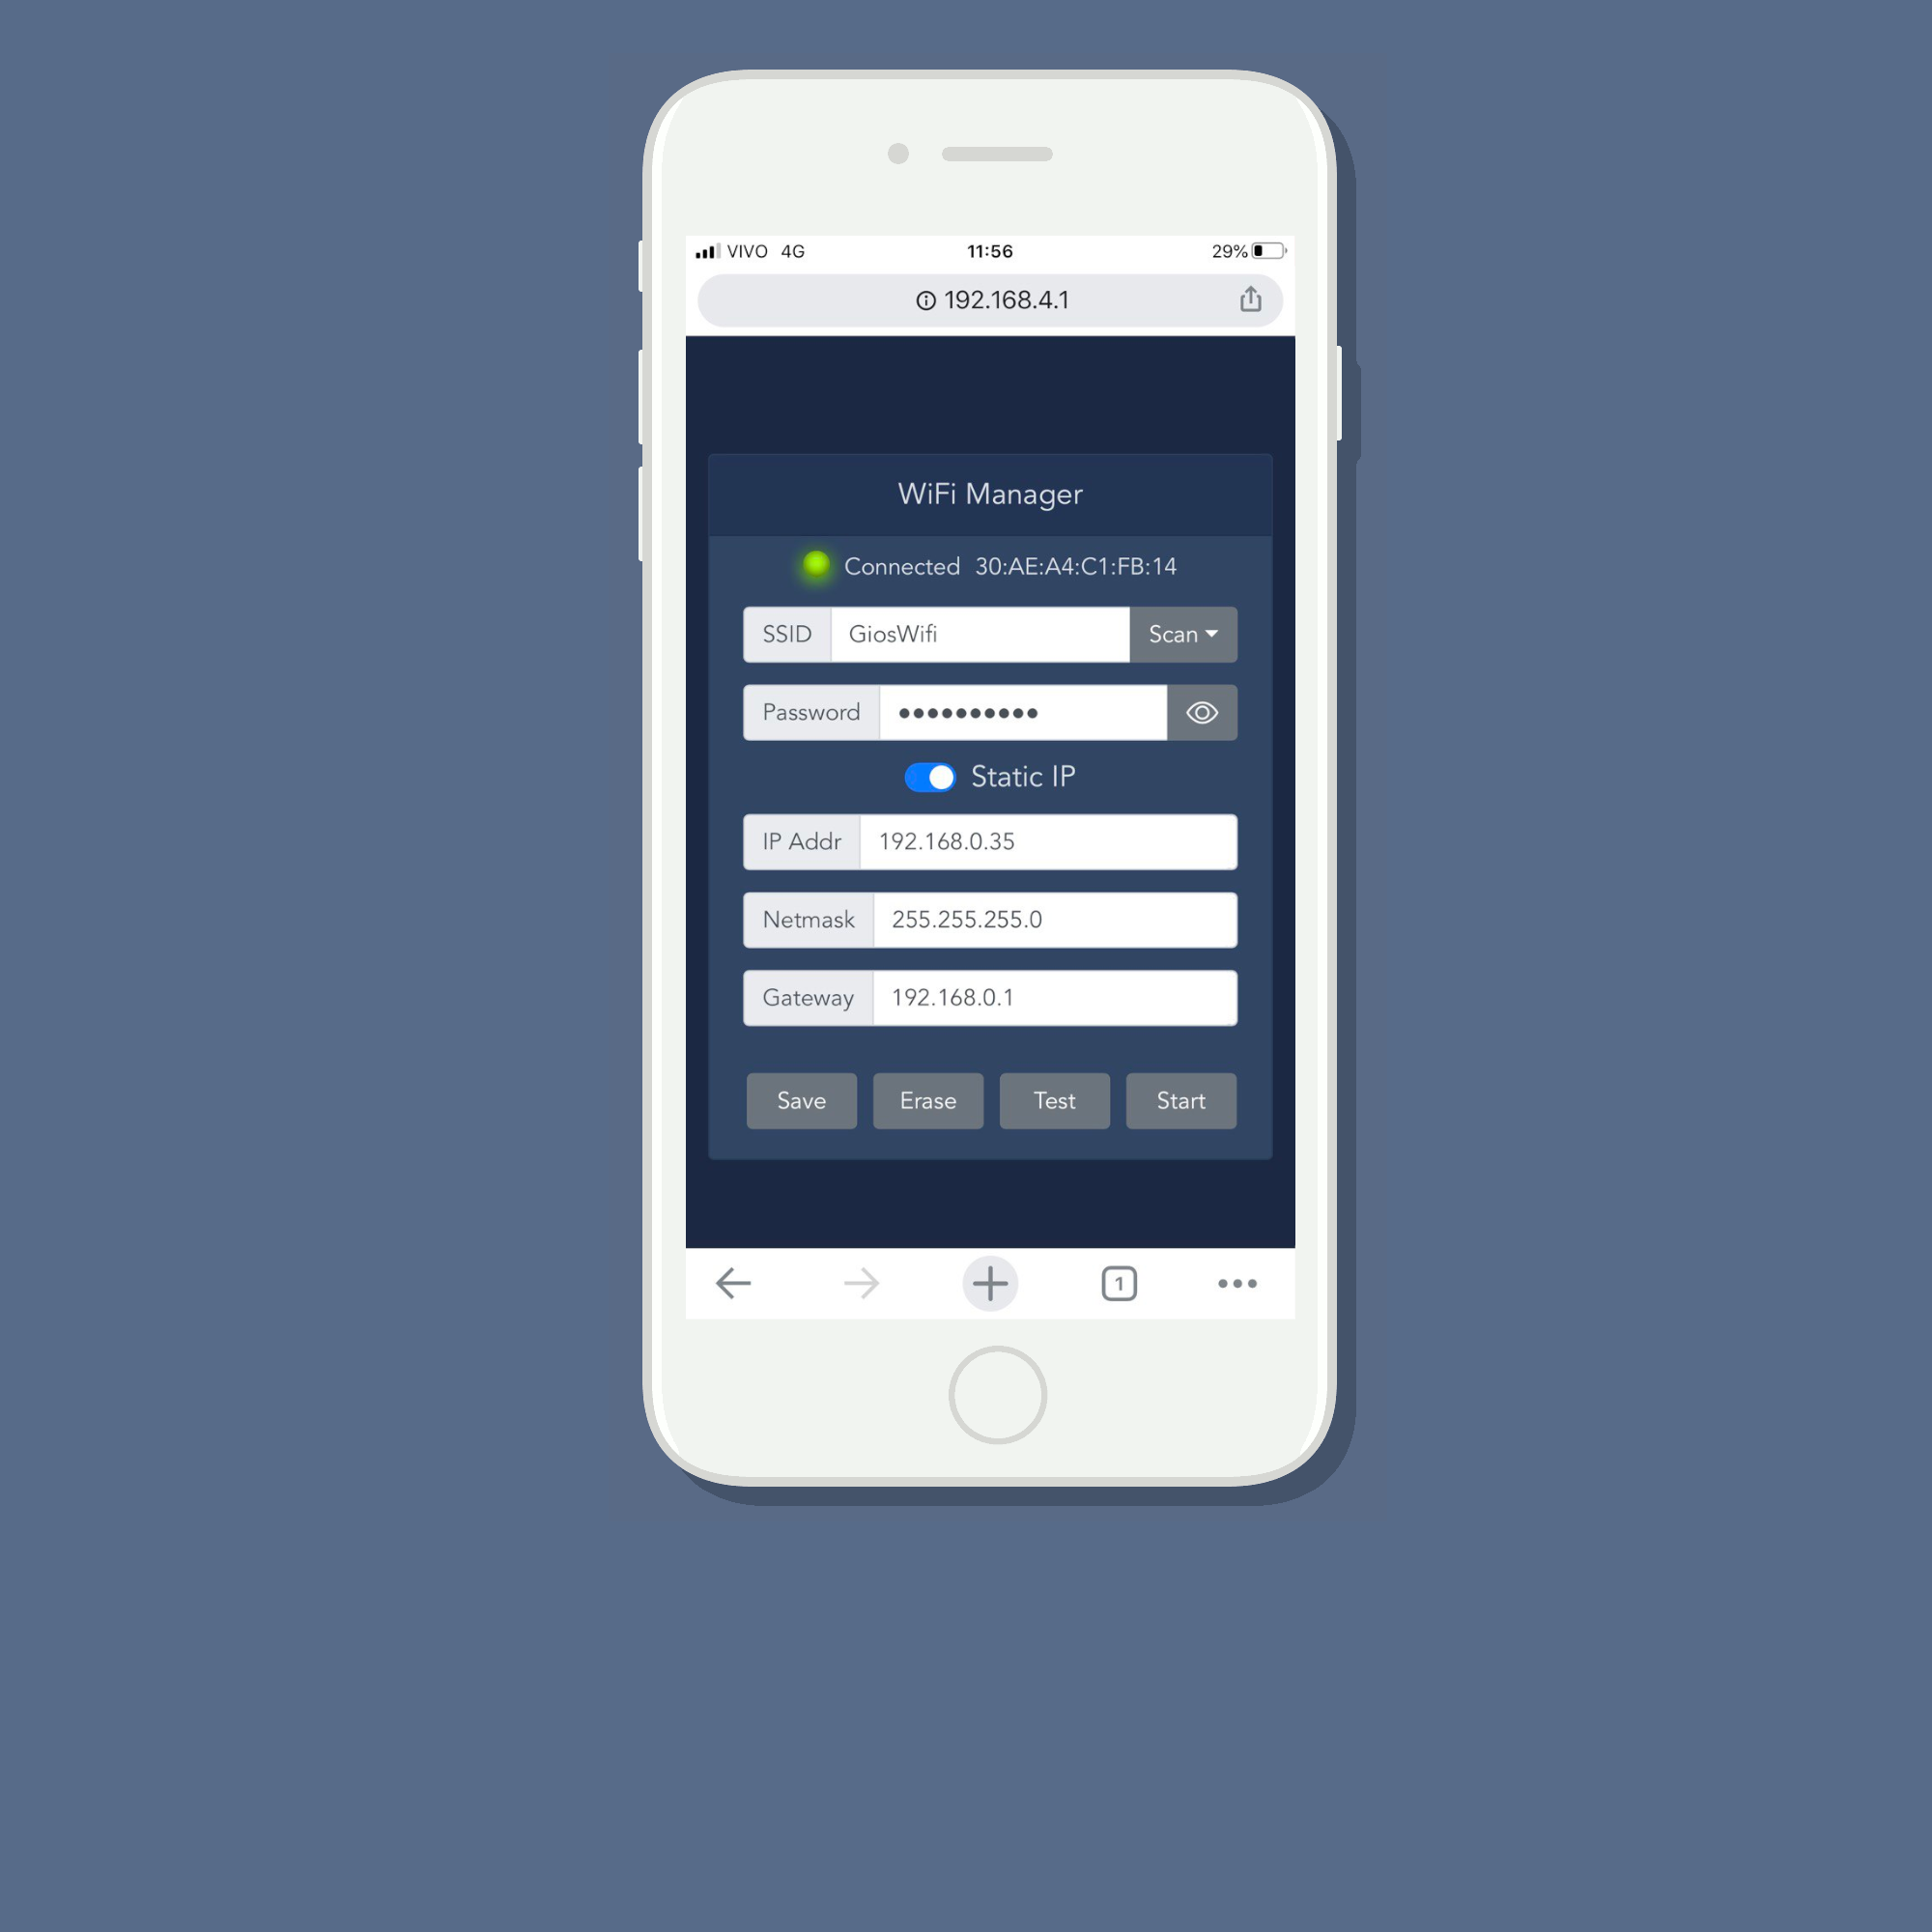 VIVO 4G 11:56 29%
192.168.4.1
WiFi Manager
Connected 30:AE:A4:C1:FB:14
SSID GiosWifi Scan
Password ••••••••••
Static IP
IP Addr 192.168.0.35
Netmask 255.255.255.0
Gateway 192.168.0.1
Save Erase Test Start
1